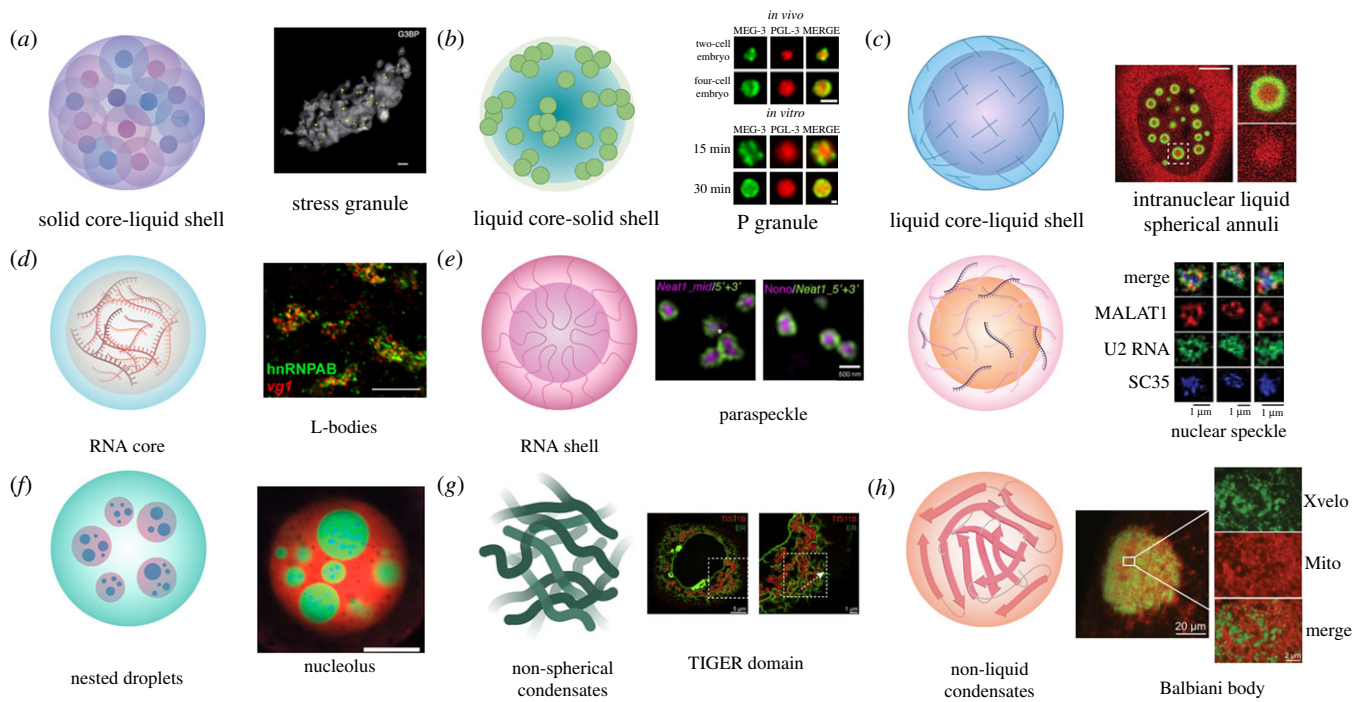 (a)
G3BP
solid core-liquid shell
stress granule
(b)
in vivo
MEG-3 PGL-3 MERGE
two-cell
embryo
four-cell
embryo
in vitro
MEG-3 PGL-3 MERGE
15 min
30 min
liquid core-solid shell
P granule
(c)
liquid core-liquid shell
intranuclear liquid
spherical annuli
(d)
hnRNPAB
vg1
RNA core
L-bodies
(e)
Neat1_mid/5'+3'
Nono/Neat1_5'+3'
500 nm
RNA shell
paraspeckle
merge
MALAT1
U2 RNA
SC35
1 μm 1 μm 1 μm
nuclear speckle
(f)
nested droplets
nucleolus
(g)
TIS11B
ER
5 μm
TIS11B
ER
1 μm
non-spherical
condensates
TIGER domain
(h)
Xvelo
Mito
merge
20 μm
2 μm
non-liquid
condensates
Balbiani body